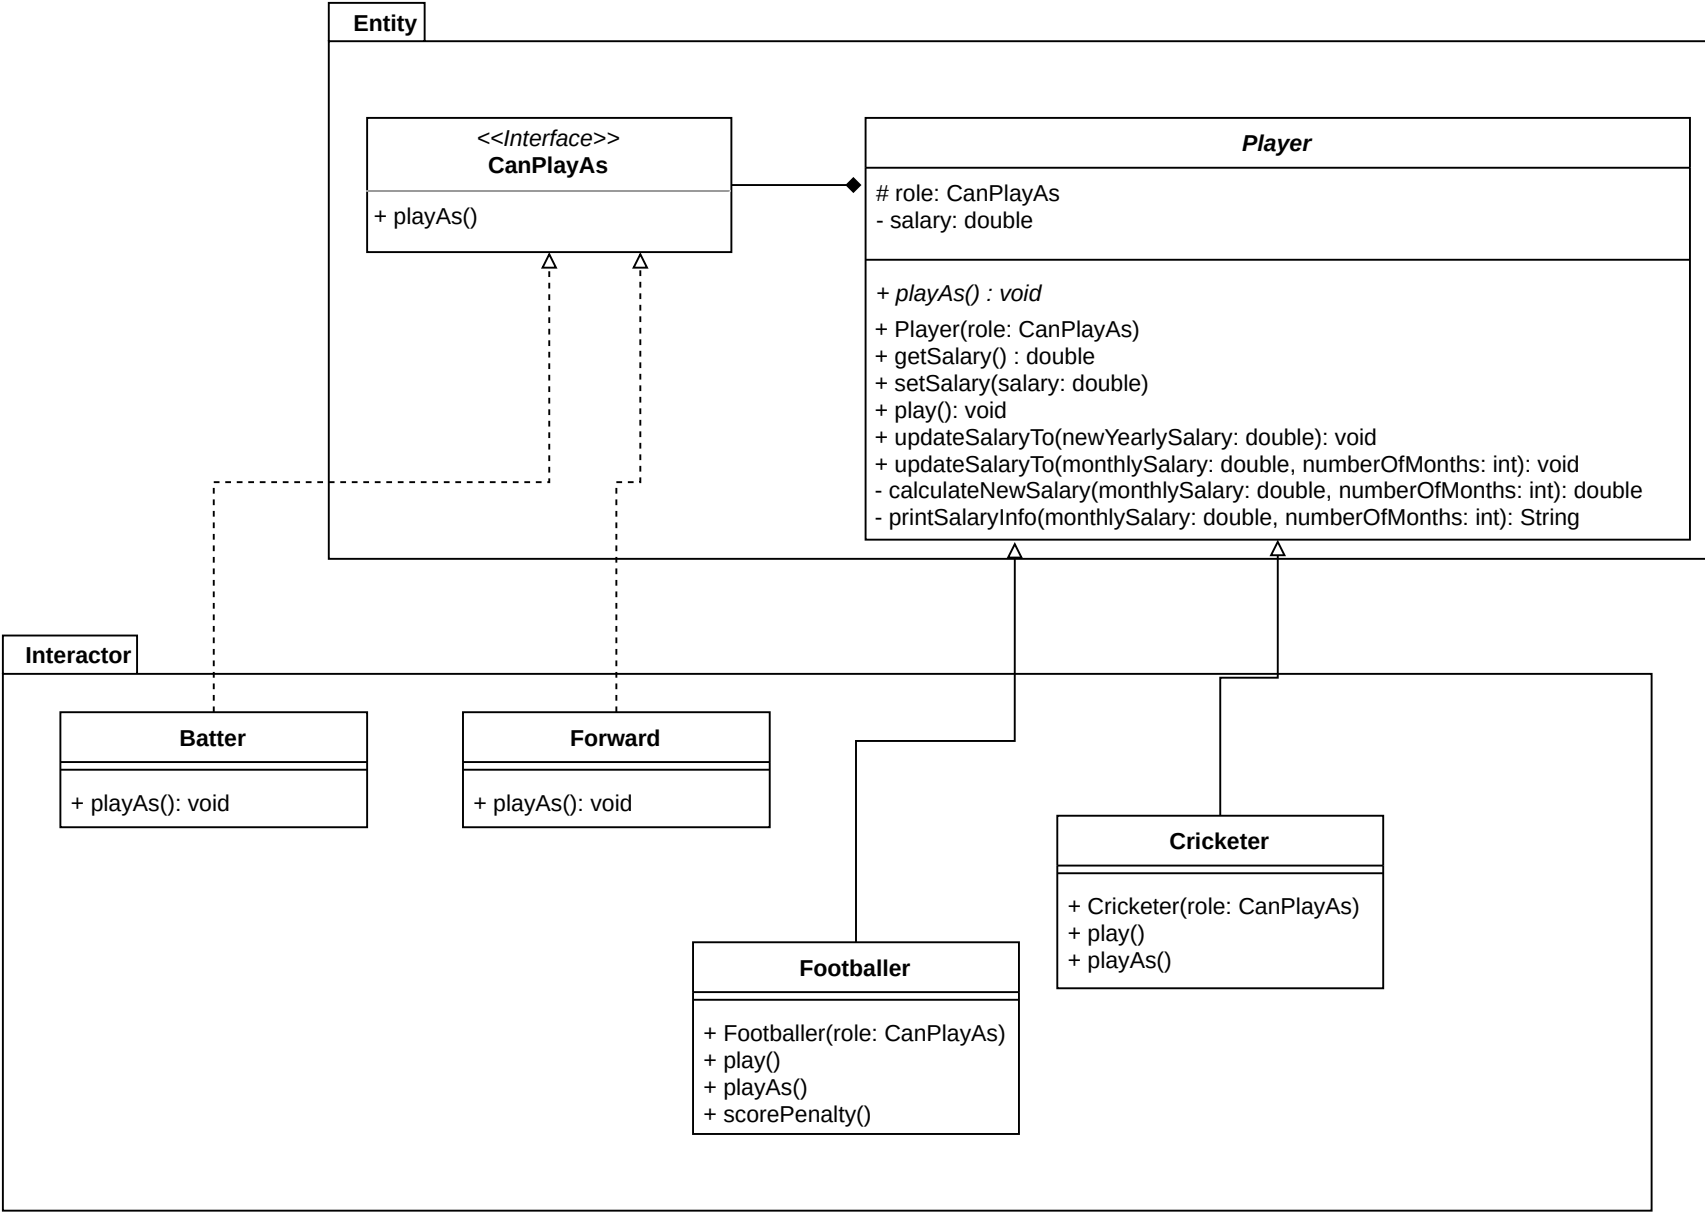 Entity
<<Interface>>
CanPlayAs
+ playAs()
Player
# role: CanPlayAs
- salary: double
+ playAs() : void
+ Player(role: CanPlayAs)
+ getSalary() : double
+ setSalary(salary: double)
+ play(): void
+ updateSalaryTo(newYearlySalary: double): void
+ updateSalaryTo(monthlySalary: double, numberOfMonths: int): void
- calculateNewSalary(monthlySalary: double, numberOfMonths: int): double
- printSalaryInfo(monthlySalary: double, numberOfMonths: int): String
Interactor
Batter
+ playAs(): void
Forward
+ playAs(): void
Cricketer
+ Cricketer(role: CanPlayAs)
+ play()
+ playAs()
Footballer
+ Footballer(role: CanPlayAs)
+ play()
+ playAs()
+ scorePenalty()